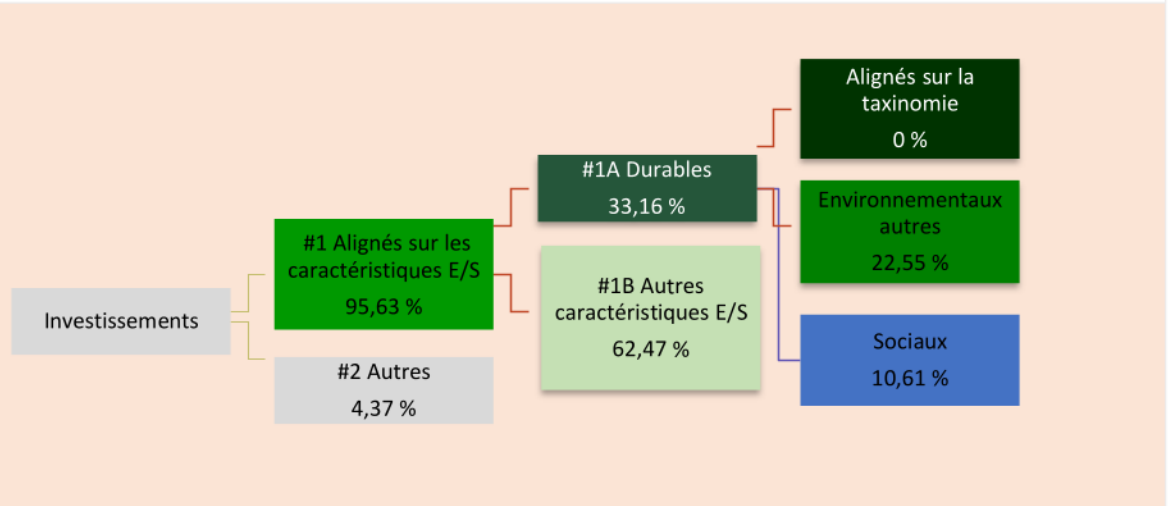 Investissements
#1 Alignés sur les
caractéristiques E/S
95,63 %
#2 Autres
4,37 %
#1A Durables
33,16 %
#1B Autres
caractéristiques E/S
62,47 %
Alignés sur la
taxinomie
0 %
Environnementaux
autres
22,55 %
Sociaux
10,61 %